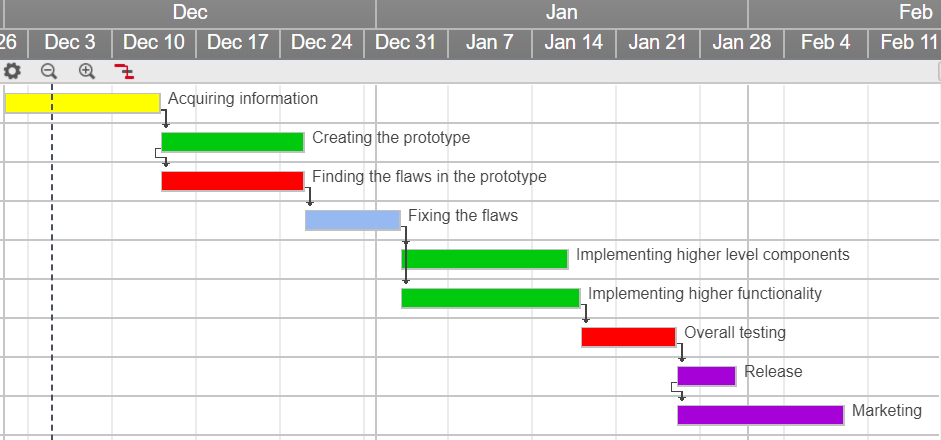 Dec Jan Feb
26 Dec 3 Dec 10 Dec 17 Dec 24 Dec 31 Jan 7 Jan 14 Jan 21 Jan 28 Feb 4 Feb 11
Acquiring information
Creating the prototype
Finding the flaws in the prototype
Fixing the flaws
Implementing higher level components
Implementing higher functionality
Overall testing
Release
Marketing